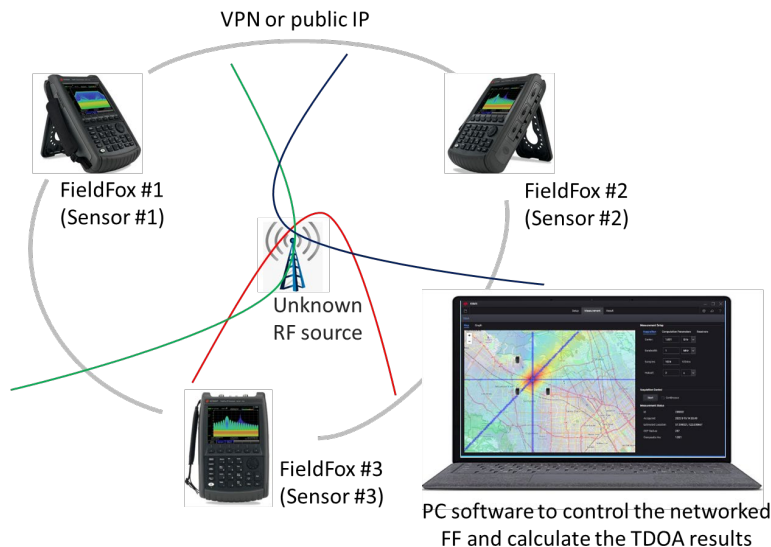 VPN or public IP
FieldFox #1
(Sensor #1)
FieldFox #2
(Sensor #2)
Unknown
RF source
FieldFox #3
(Sensor #3)
PC software to control the networked
FF and calculate the TDOA results